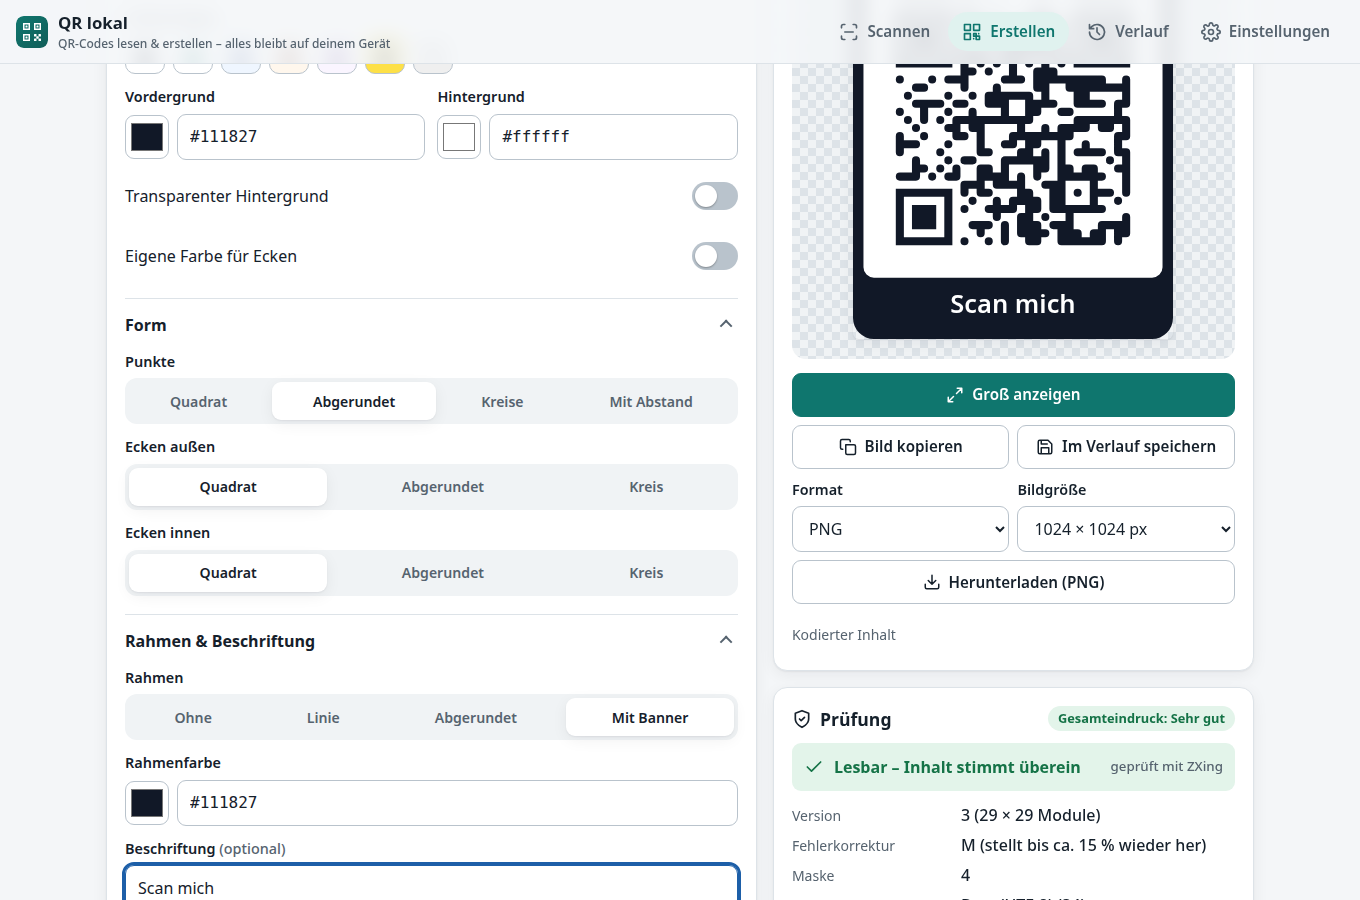 QR lokal
QR-Codes lesen & erstellen – alles bleibt auf deinem Gerät
Scannen
Erstellen
Verlauf
Einstellungen
Vordergrund
Hintergrund
#111827
#ffffff
Transparenter Hintergrund
Eigene Farbe für Ecken
Form
Punkte
Quadrat
Abgerundet
Kreise
Mit Abstand
Ecken außen
Quadrat
Abgerundet
Kreis
Ecken innen
Quadrat
Abgerundet
Kreis
Rahmen & Beschriftung
Rahmen
Ohne
Linie
Abgerundet
Mit Banner
Rahmenfarbe
#111827
Beschriftung (optional)
Scan mich
Scan mich
Groß anzeigen
Bild kopieren
Im Verlauf speichern
Format
Bildgröße
PNG
1024 × 1024 px
Herunterladen (PNG)
Kodierter Inhalt
Prüfung
Gesamteindruck: Sehr gut
Lesbar – Inhalt stimmt überein
geprüft mit ZXing
Version
3 (29 × 29 Module)
Fehlerkorrektur
M (stellt bis ca. 15 % wieder her)
Maske
4